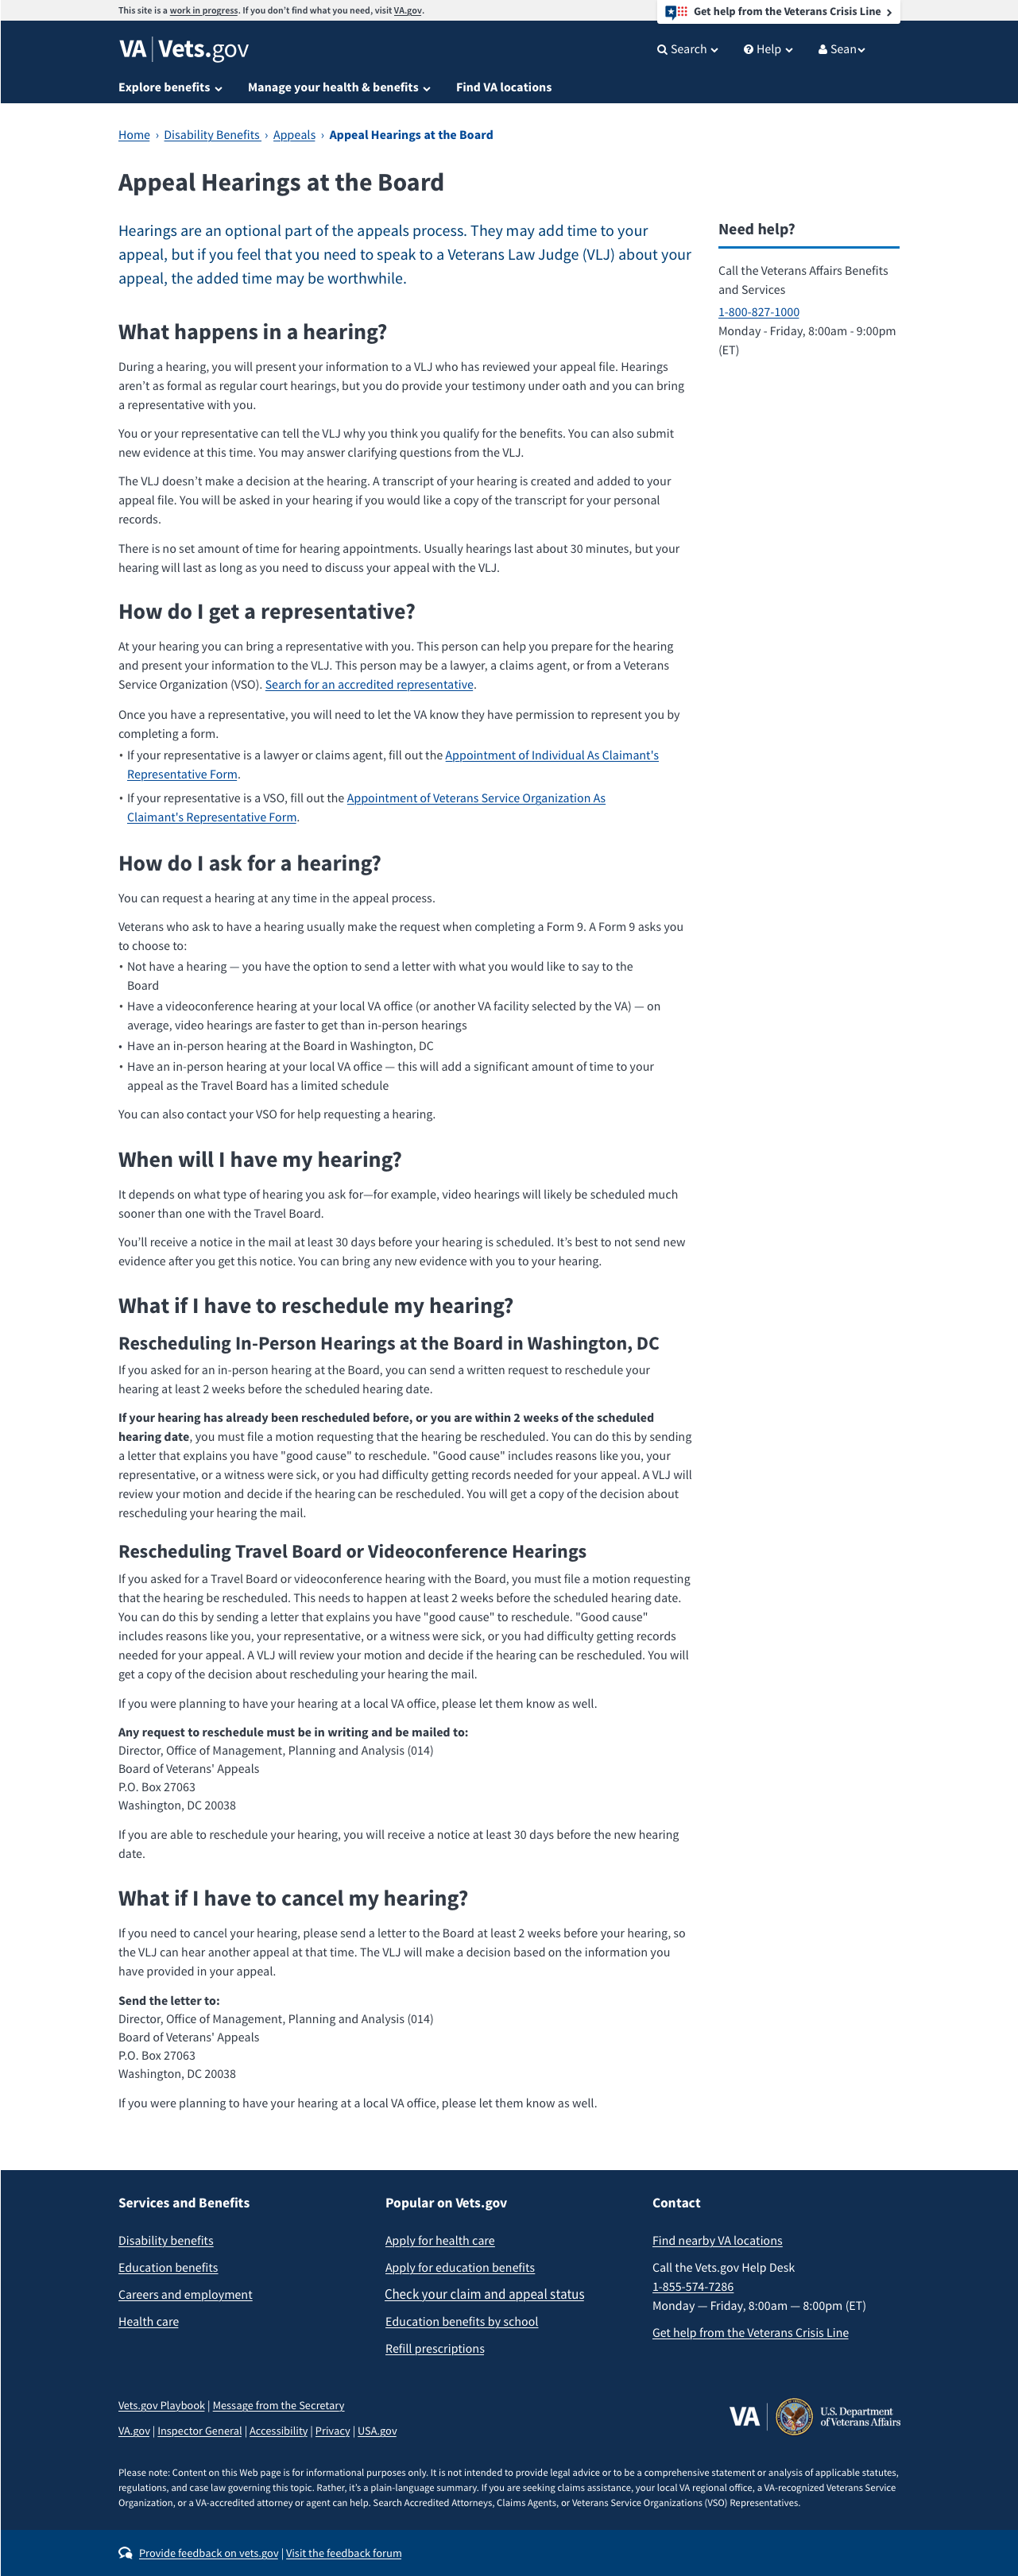 This site is a work in progress. If you don't find what you need, visit VA.gov.
Get help from the Veterans Crisis Line
VA | Vets.gov
Search
Help
Sean
Explore benefits
Manage your health & benefits
Find VA locations
Home › Disability Benefits › Appeals › Appeal Hearings at the Board
Appeal Hearings at the Board
Hearings are an optional part of the appeals process. They may add time to your
appeal, but if you feel that you need to speak to a Veterans Law Judge (VLJ) about your
appeal, the added time may be worthwhile.
Need help?
Call the Veterans Affairs Benefits
and Services
1-800-827-1000
Monday - Friday, 8:00am - 9:00pm
(ET)
What happens in a hearing?
During a hearing, you will present your information to a VLJ who has reviewed your appeal file. Hearings
aren't as formal as regular court hearings, but you do provide your testimony under oath and you can bring
a representative with you.
You or your representative can tell the VLJ why you think you qualify for the benefits. You can also submit
new evidence at this time. You may answer clarifying questions from the VLJ.
The VLJ doesn't make a decision at the hearing. A transcript of your hearing is created and added to your
appeal file. You will be asked in your hearing if you would like a copy of the transcript for your personal
records.
There is no set amount of time for hearing appointments. Usually hearings last about 30 minutes, but your
hearing will last as long as you need to discuss your appeal with the VLJ.
How do I get a representative?
At your hearing you can bring a representative with you. This person can help you prepare for the hearing
and present your information to the VLJ. This person may be a lawyer, a claims agent, or from a Veterans
Service Organization (VSO). Search for an accredited representative.
Once you have a representative, you will need to let the VA know they have permission to represent you by
completing a form.
• If your representative is a lawyer or claims agent, fill out the Appointment of Individual As Claimant's
Representative Form.
• If your representative is a VSO, fill out the Appointment of Veterans Service Organization As
Claimant's Representative Form.
How do I ask for a hearing?
You can request a hearing at any time in the appeal process.
Veterans who ask to have a hearing usually make the request when completing a Form 9. A Form 9 asks you
to choose to:
• Not have a hearing — you have the option to send a letter with what you would like to say to the
Board
• Have a videoconference hearing at your local VA office (or another VA facility selected by the VA) — on
average, video hearings are faster to get than in-person hearings
• Have an in-person hearing at the Board in Washington, DC
• Have an in-person hearing at your local VA office — this will add a significant amount of time to your
appeal as the Travel Board has a limited schedule
You can also contact your VSO for help requesting a hearing.
When will I have my hearing?
It depends on what type of hearing you ask for—for example, video hearings will likely be scheduled much
sooner than one with the Travel Board.
You'll receive a notice in the mail at least 30 days before your hearing is scheduled. It's best to not send new
evidence after you get this notice. You can bring any new evidence with you to your hearing.
What if I have to reschedule my hearing?
Rescheduling In-Person Hearings at the Board in Washington, DC
If you asked for an in-person hearing at the Board, you can send a written request to reschedule your
hearing at least 2 weeks before the scheduled hearing date.
If your hearing has already been rescheduled before, or you are within 2 weeks of the scheduled
hearing date, you must file a motion requesting that the hearing be rescheduled. You can do this by sending
a letter that explains you have "good cause" to reschedule. "Good cause" includes reasons like you, your
representative, or a witness were sick, or you had difficulty getting records needed for your appeal. A VLJ will
review your motion and decide if the hearing can be rescheduled. You will get a copy of the decision about
rescheduling your hearing the mail.
Rescheduling Travel Board or Videoconference Hearings
If you asked for a Travel Board or videoconference hearing with the Board, you must file a motion requesting
that the hearing be rescheduled. This needs to happen at least 2 weeks before the scheduled hearing date.
You can do this by sending a letter that explains you have "good cause" to reschedule. "Good cause"
includes reasons like you, your representative, or a witness were sick, or you had difficulty getting records
needed for your appeal. A VLJ will review your motion and decide if the hearing can be rescheduled. You will
get a copy of the decision about rescheduling your hearing the mail.
If you were planning to have your hearing at a local VA office, please let them know as well.
Any request to reschedule must be in writing and be mailed to:
Director, Office of Management, Planning and Analysis (014)
Board of Veterans' Appeals
P.O. Box 27063
Washington, DC 20038
If you are able to reschedule your hearing, you will receive a notice at least 30 days before the new hearing
date.
What if I have to cancel my hearing?
If you need to cancel your hearing, please send a letter to the Board at least 2 weeks before your hearing, so
the VLJ can hear another appeal at that time. The VLJ will make a decision based on the information you
have provided in your appeal.
Send the letter to:
Director, Office of Management, Planning and Analysis (014)
Board of Veterans' Appeals
P.O. Box 27063
Washington, DC 20038
If you were planning to have your hearing at a local VA office, please let them know as well.
Services and Benefits
Disability benefits
Education benefits
Careers and employment
Health care
Popular on Vets.gov
Apply for health care
Apply for education benefits
Check your claim and appeal status
Education benefits by school
Refill prescriptions
Contact
Find nearby VA locations
Call the Vets.gov Help Desk
1-855-574-7286
Monday — Friday, 8:00am — 8:00pm (ET)
Get help from the Veterans Crisis Line
Vets.gov Playbook | Message from the Secretary
VA.gov | Inspector General | Accessibility | Privacy | USA.gov
VA
U.S. Department
of Veterans Affairs
Please note: Content on this Web page is for informational purposes only. It is not intended to provide legal advice or to be a comprehensive statement or analysis of applicable statutes,
regulations, and case law governing this topic. Rather, it's a plain-language summary. If you are seeking claims assistance, your local VA regional office, a VA-recognized Veterans Service
Organization, or a VA-accredited attorney or agent can help. Search Accredited Attorneys, Claims Agents, or Veterans Service Organizations (VSO) Representatives.
Provide feedback on vets.gov | Visit the feedback forum